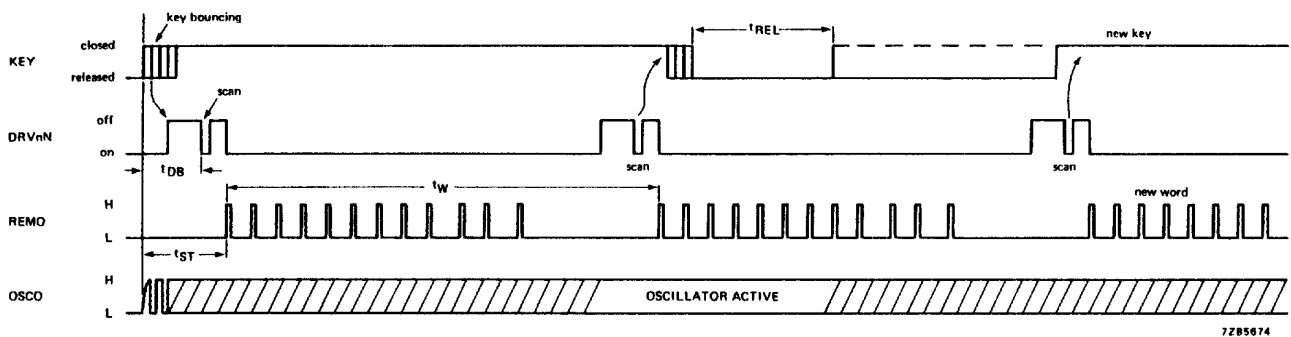 key bouncing
KEY
closed
released
tREL
new key
DRVnN
off
on
scan
tDB
scan
scan
REMO
H
L
tW
new word
tST
OSCO
H
L
OSCILLATOR ACTIVE
7Z85674